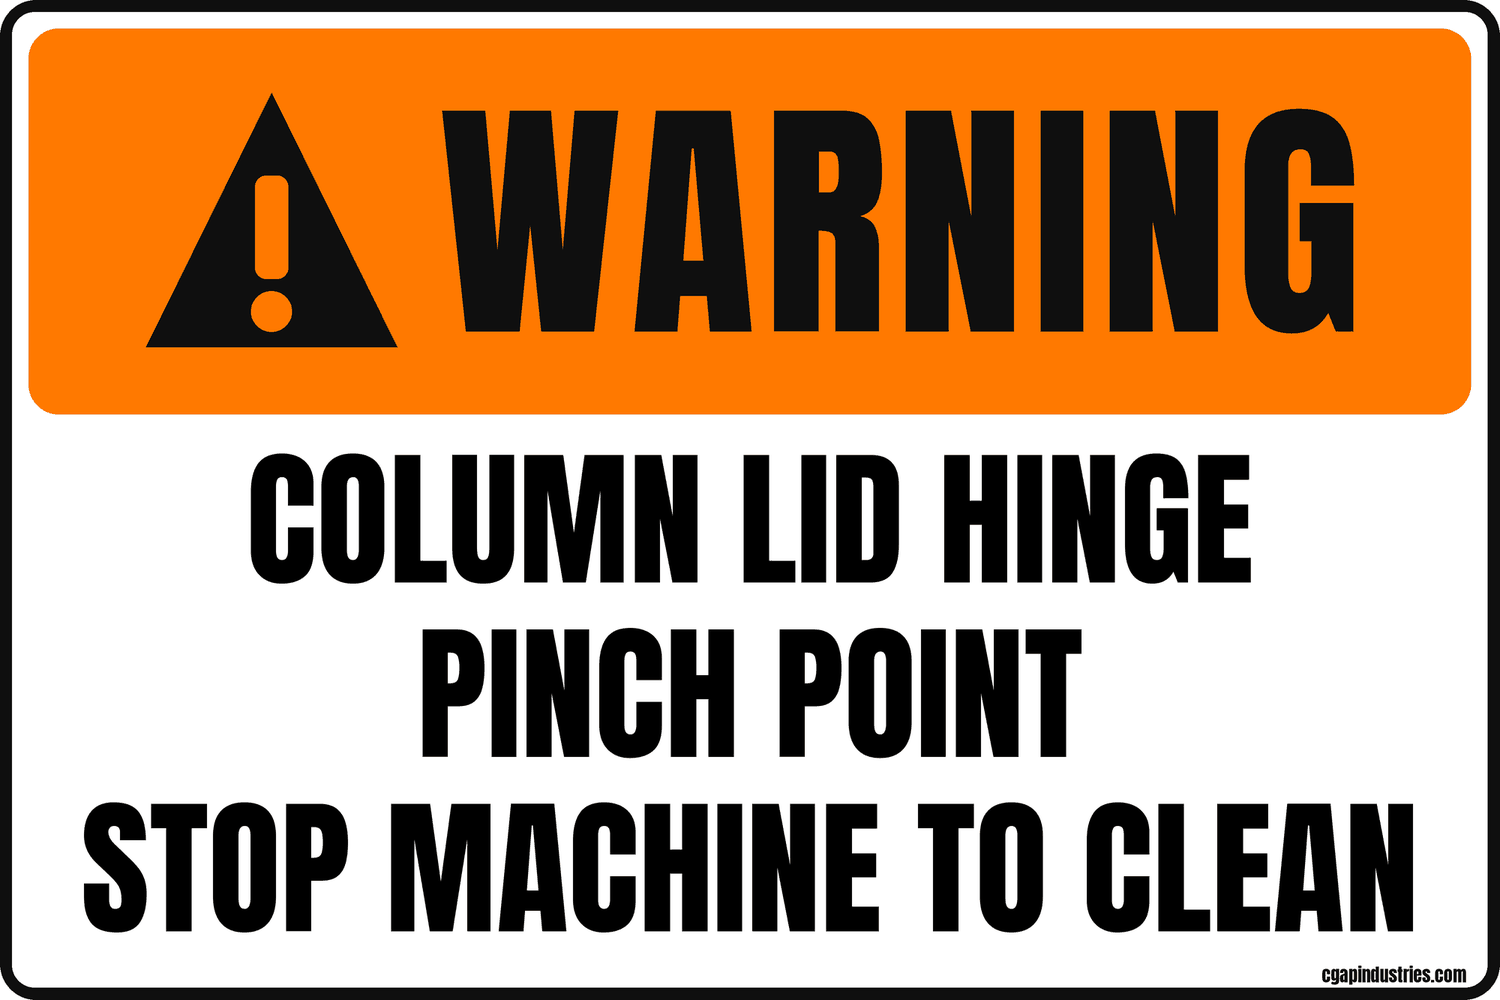 WARNING
COLUMN LID HINGE
PINCH POINT
STOP MACHINE TO CLEAN
cgapindustries.com